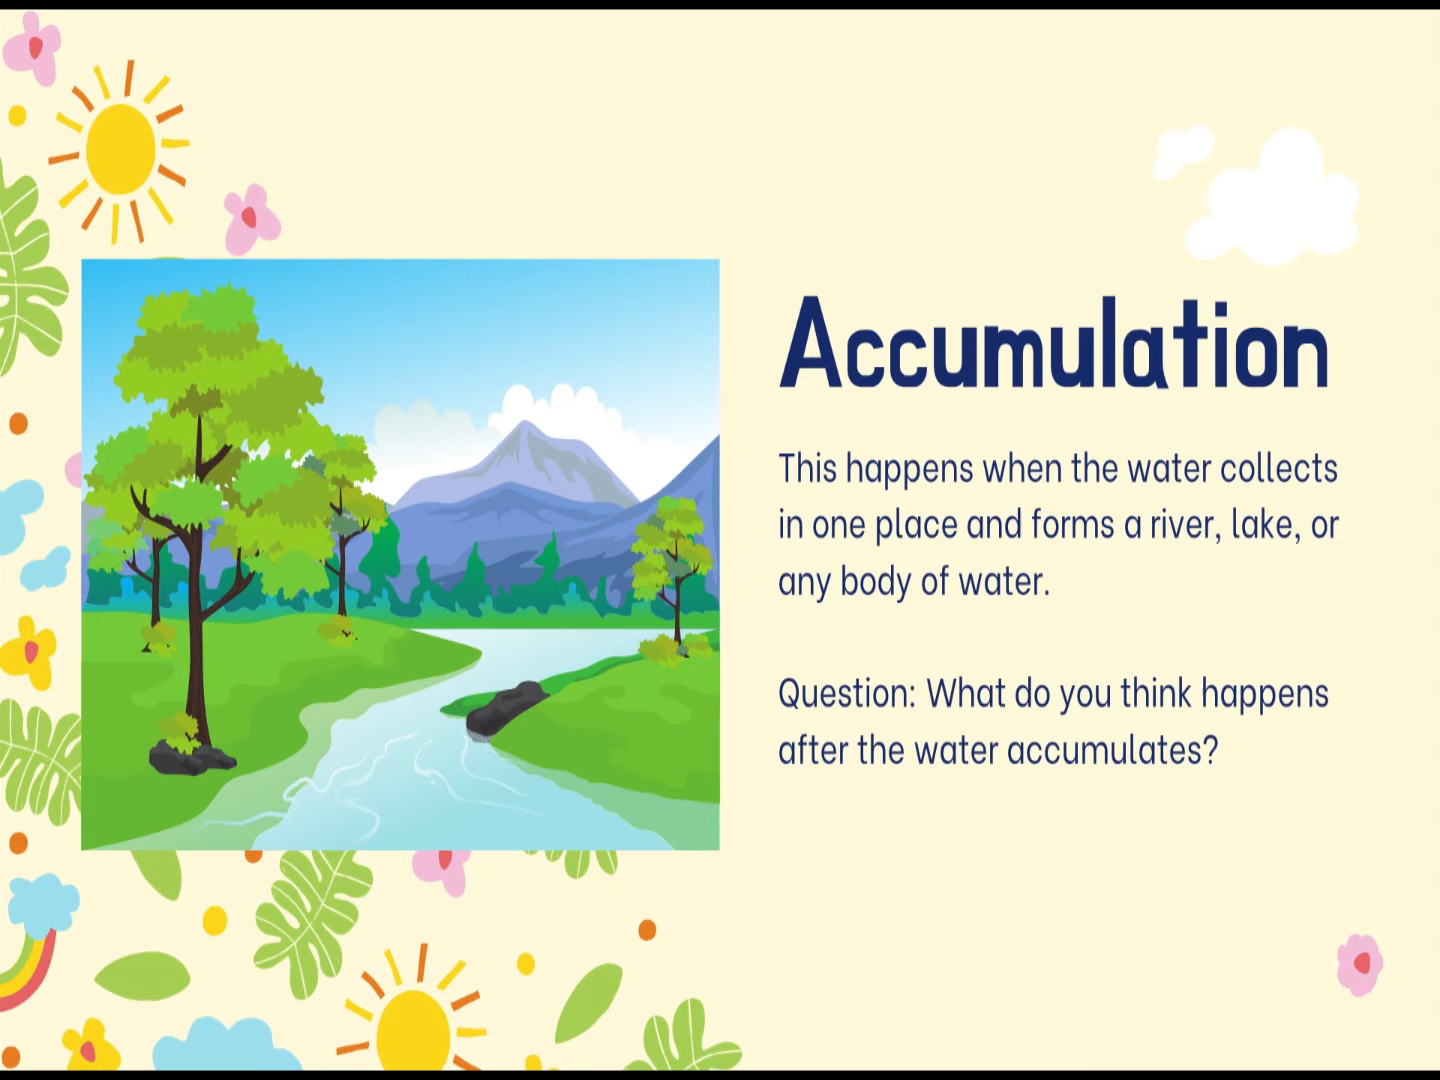 Accumulation
This happens when the water collects
in one place and forms a river, lake, or
any body of water.
Question: What do you think happens
after the water accumulates?